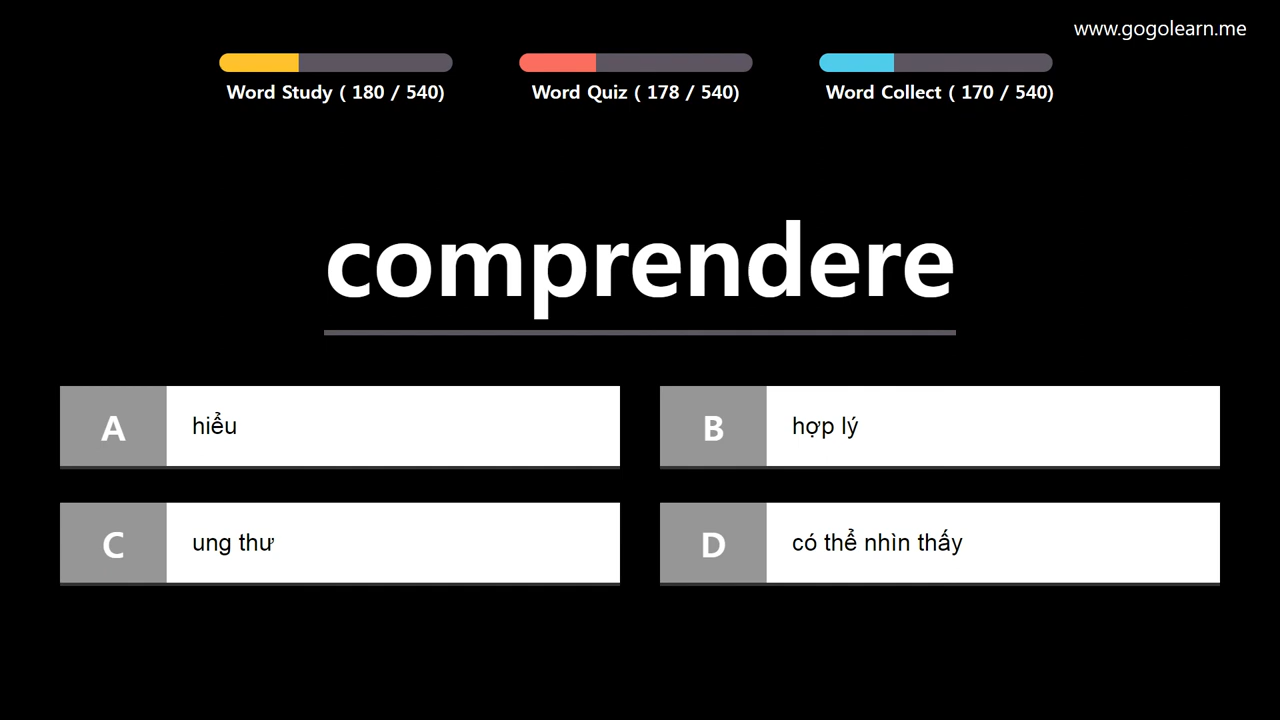 www.gogolearn.me
Word Study ( 180 / 540)
Word Quiz ( 178 / 540)
Word Collect ( 170 / 540)
comprendere
A
hiểu
B
hợp lý
C
ung thư
D
có thể nhìn thấy